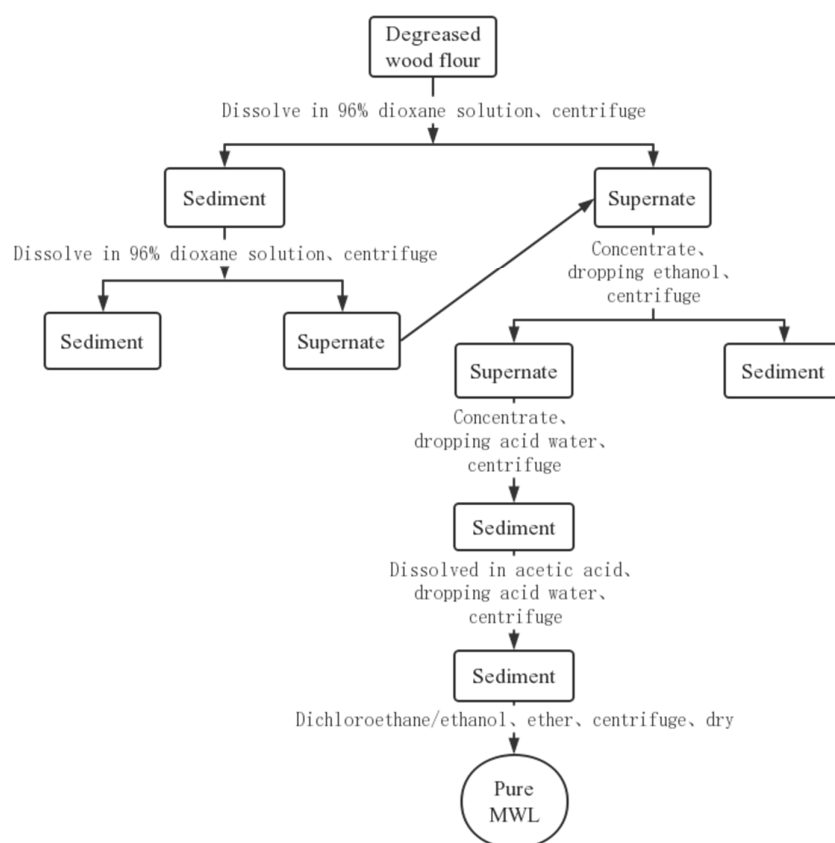 Degreased
wood flour
Dissolve in 96% dioxane solution、centrifuge
Sediment
Supernate
Dissolve in 96% dioxane solution、centrifuge
Concentrate、
dropping ethanol、
centrifuge
Sediment
Supernate
Supernate
Sediment
Concentrate、
dropping acid water、
centrifuge
Sediment
Dissolved in acetic acid、
dropping acid water、
centrifuge
Sediment
Dichloroethane/ethanol、ether、centrifuge、dry
Pure
MWL